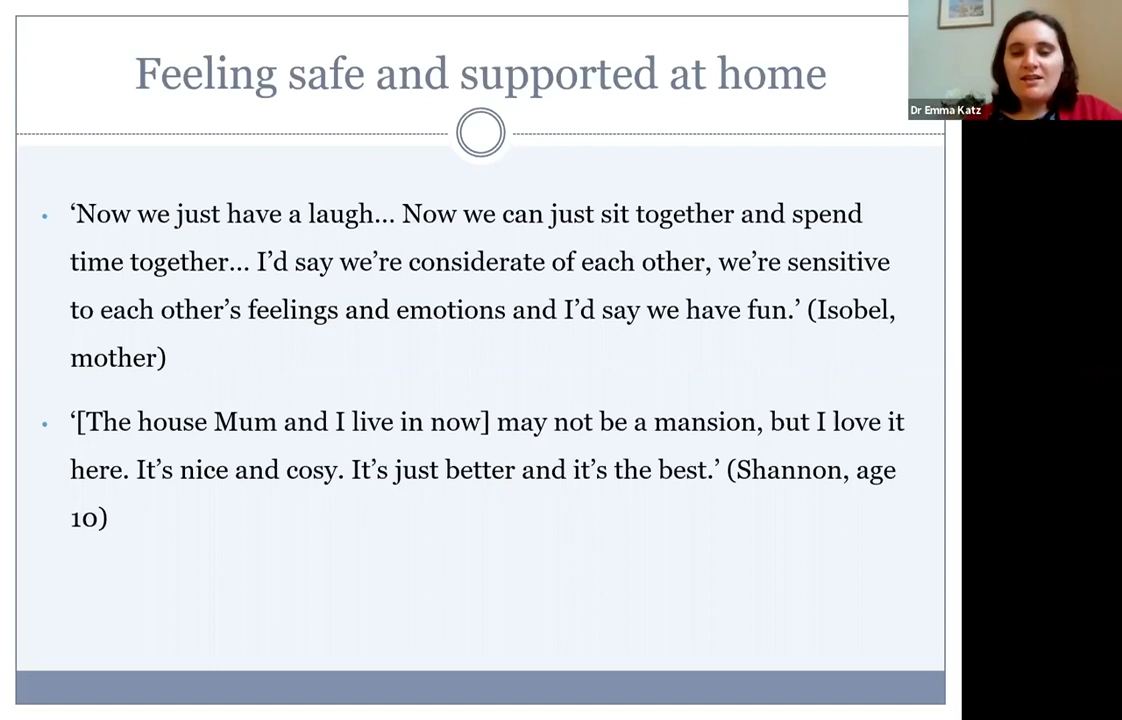 Feeling safe and supported at home
Dr Emma Katz
• ‘Now we just have a laugh... Now we can just sit together and spend
time together... I’d say we’re considerate of each other, we’re sensitive
to each other’s feelings and emotions and I’d say we have fun.’ (Isobel,
mother)
• ‘[The house Mum and I live in now] may not be a mansion, but I love it
here. It’s nice and cosy. It’s just better and it’s the best.’ (Shannon, age
10)